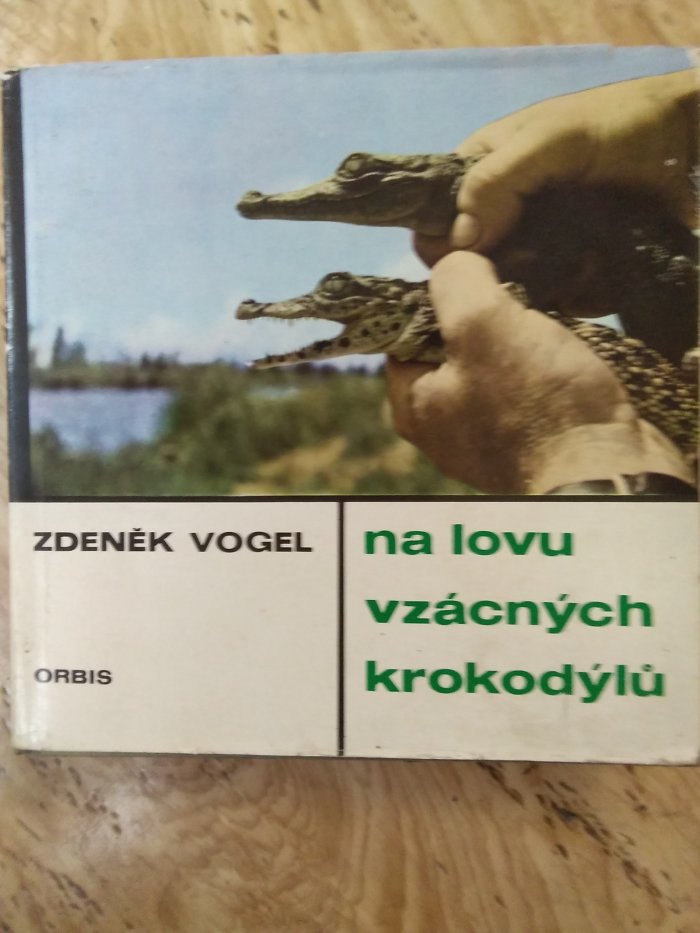 ZDENĚK VOGEL
ORBIS
na lovu
vzácných
krokodýlů